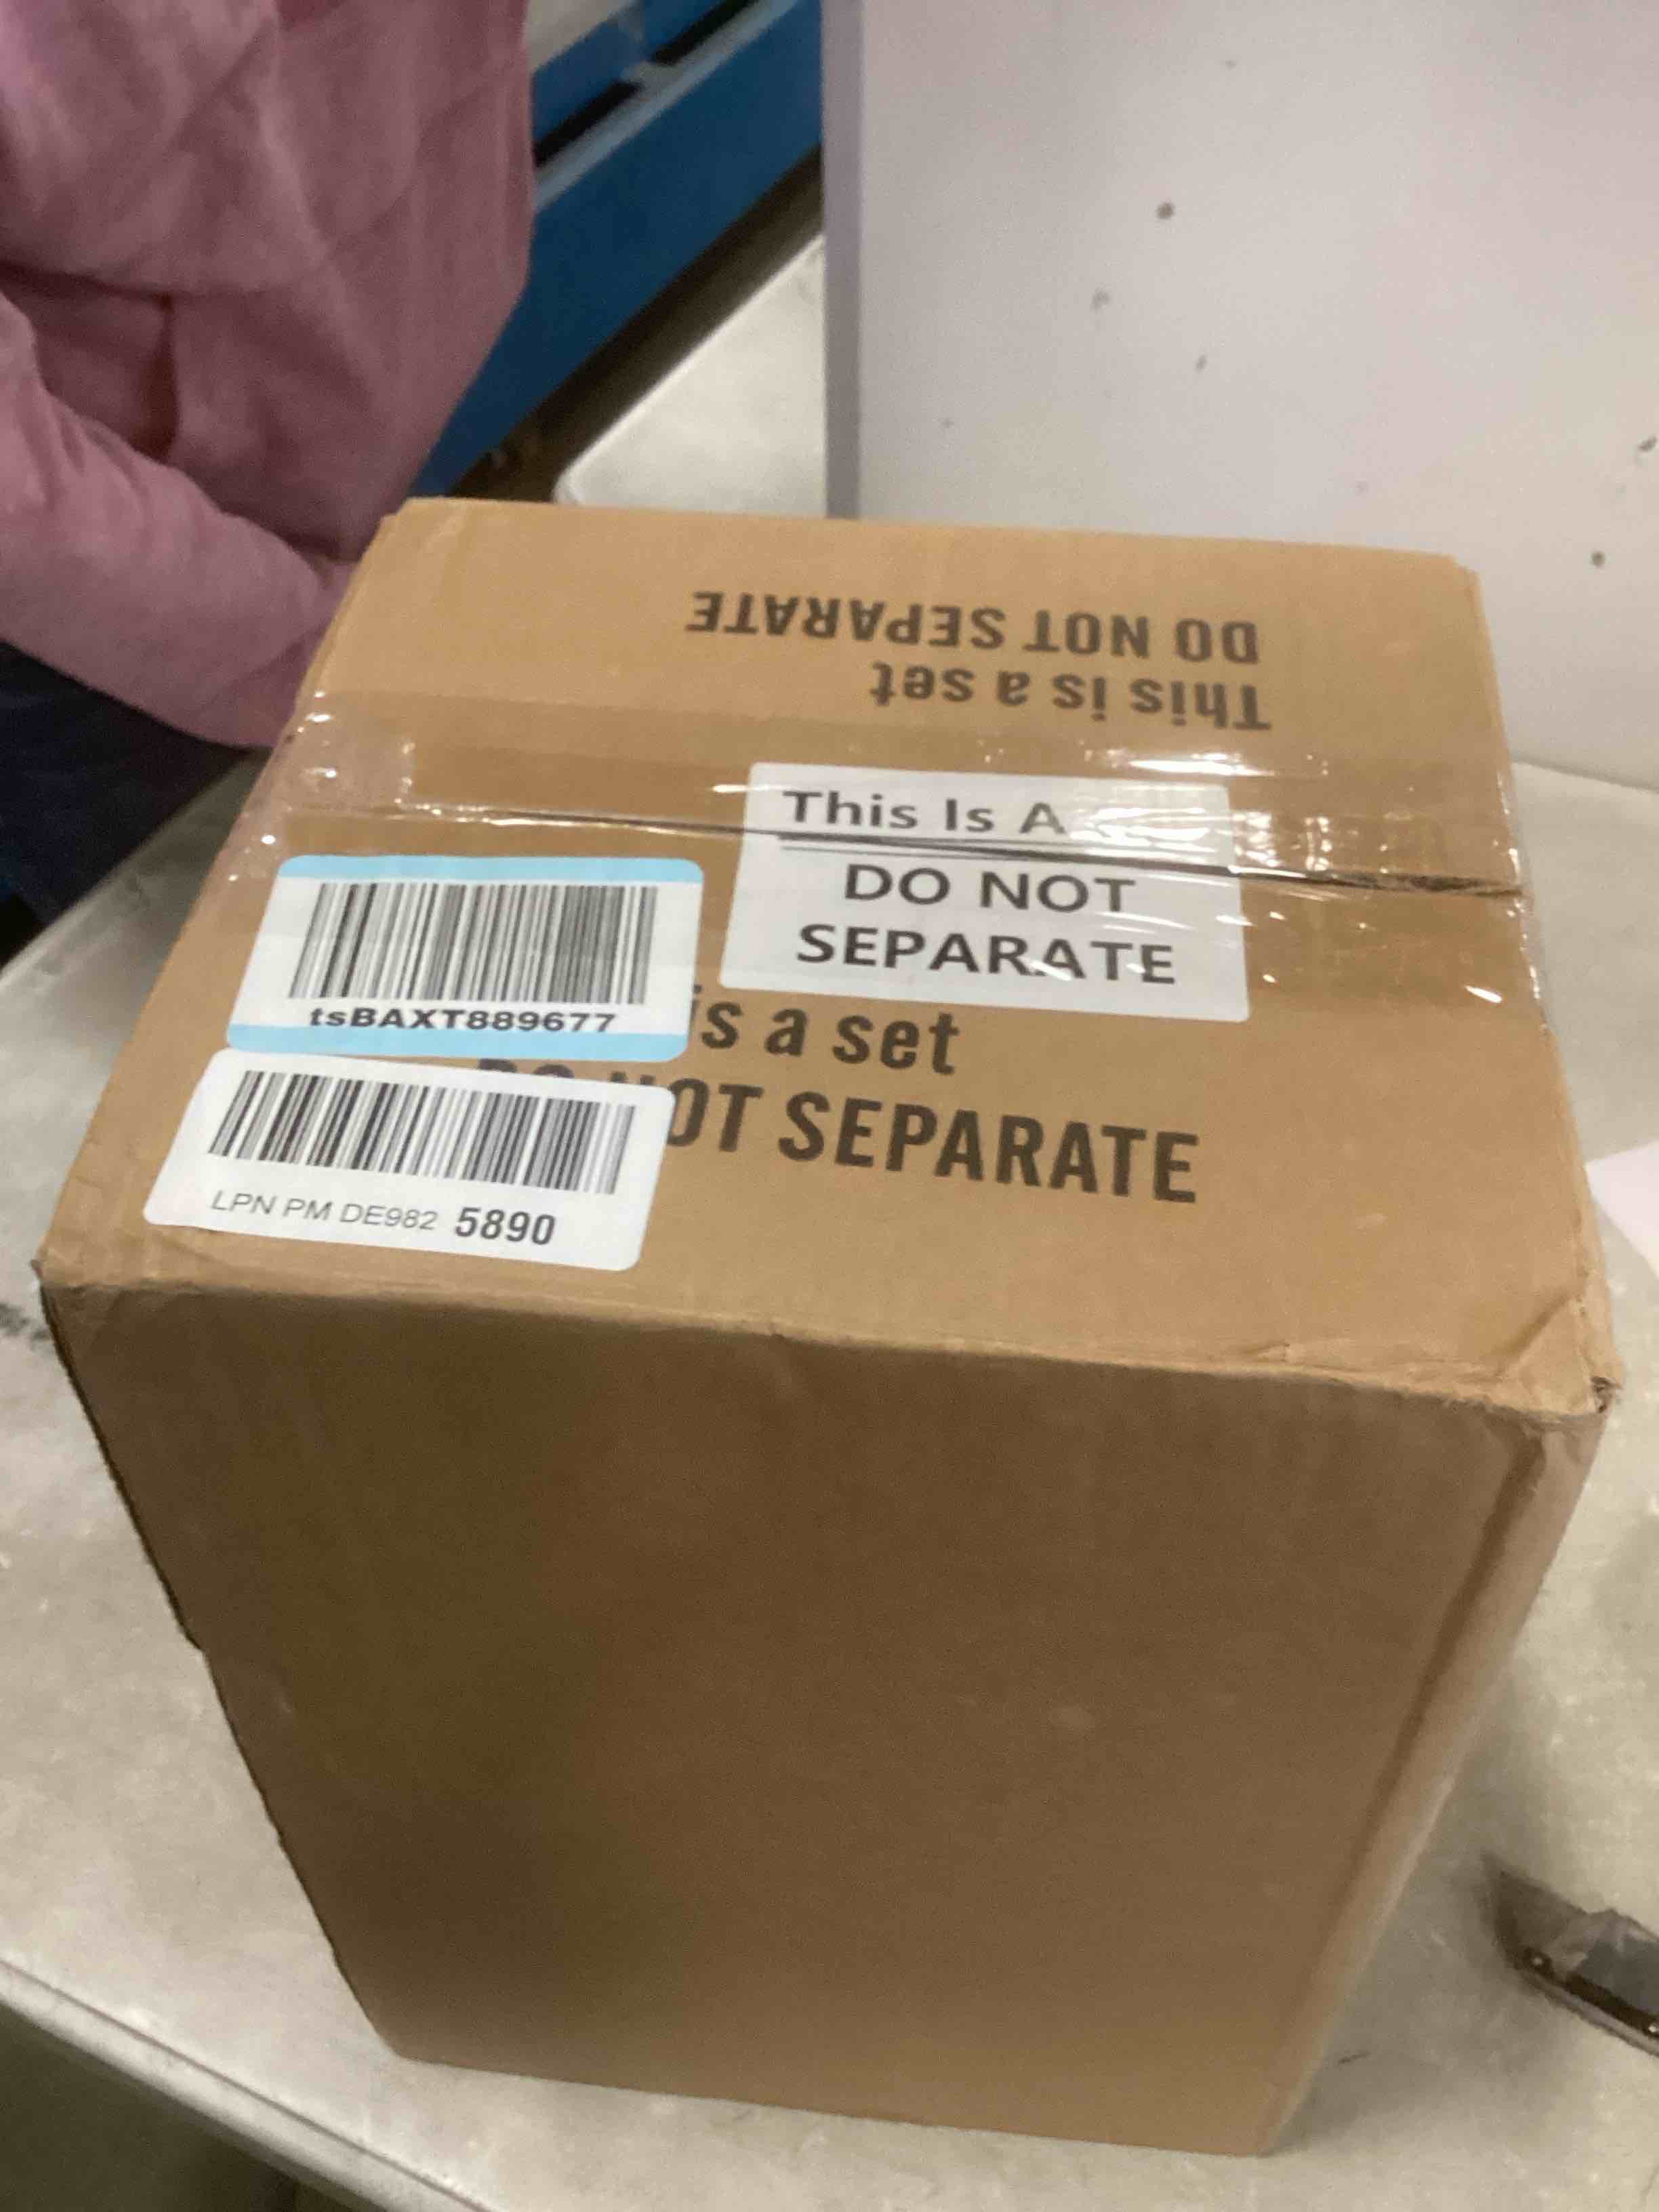 This is a set
DO NOT SEPARATE
This Is A
DO NOT
SEPARATE
tsBAXT889677
is a set
NOT SEPARATE
LPN PM DE982 5890